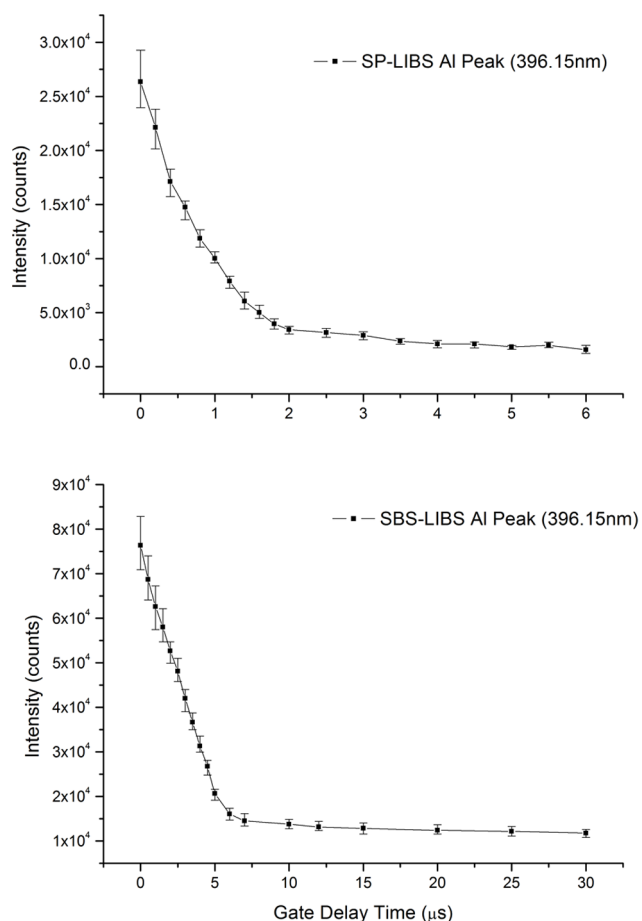 3.0x10⁴
2.5x10⁴
2.0x10⁴
1.5x10⁴
1.0x10⁴
5.0x10³
0.0
Intensity (counts)
SP-LIBS Al Peak (396.15nm)
0 1 2 3 4 5 6
9x10⁴
8x10⁴
7x10⁴
6x10⁴
5x10⁴
4x10⁴
3x10⁴
2x10⁴
1x10⁴
Intensity (counts)
SBS-LIBS Al Peak (396.15nm)
0 5 10 15 20 25 30
Gate Delay Time (μs)